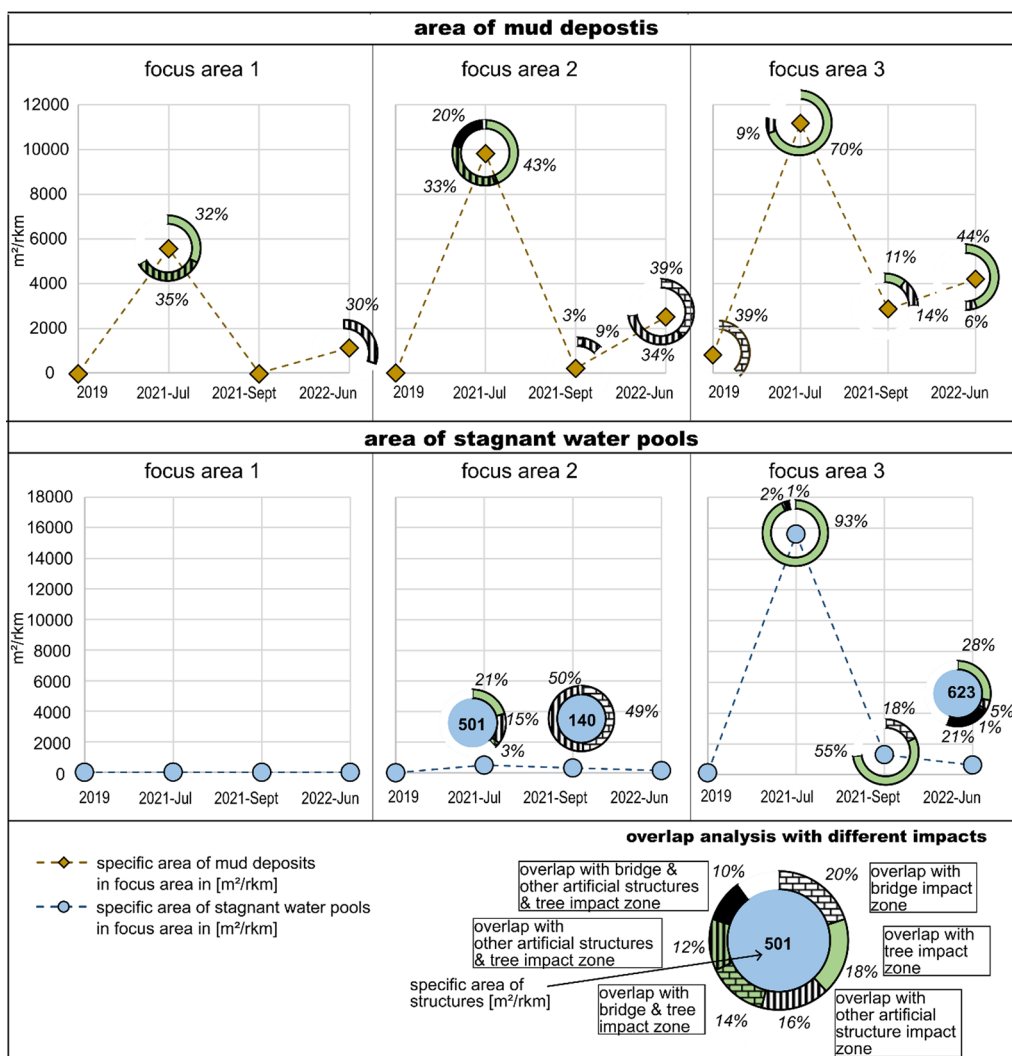 area of mud depostis
focus area 1
focus area 2
focus area 3
m²/rkm
12000
10000
8000
6000
4000
2000
0
32%
35%
30%
2019
2021-Jul
2021-Sept
2022-Jun
20%
43%
33%
3%
9%
39%
34%
2019
2021-Jul
2021-Sept
2022-Jun
9%
70%
39%
11%
14%
44%
6%
2019
2021-Jul
2021-Sept
2022-Jun
area of stagnant water pools
focus area 1
focus area 2
focus area 3
m²/rkm
18000
16000
14000
12000
10000
8000
6000
4000
2000
0
2019
2021-Jul
2021-Sept
2022-Jun
21%
501
15%
3%
50%
140
49%
2019
2021-Jul
2021-Sept
2022-Jun
2%
1%
93%
18%
55%
28%
623
5%
1%
21%
2019
2021-Jul
2021-Sept
2022-Jun
overlap analysis with different impacts
specific area of mud deposits
in focus area in [m²/rkm]
specific area of stagnant water pools
in focus area in [m²/rkm]
overlap with bridge &
other artificial structures
& tree impact zone
10%
20%
overlap with
bridge impact
zone
overlap with
other artificial structures
& tree impact zone
12%
501
18%
overlap with
tree impact
zone
specific area of
structures [m²/rkm]
overlap with
bridge & tree
impact zone
14%
16%
overlap with
other artificial
structure impact
zone